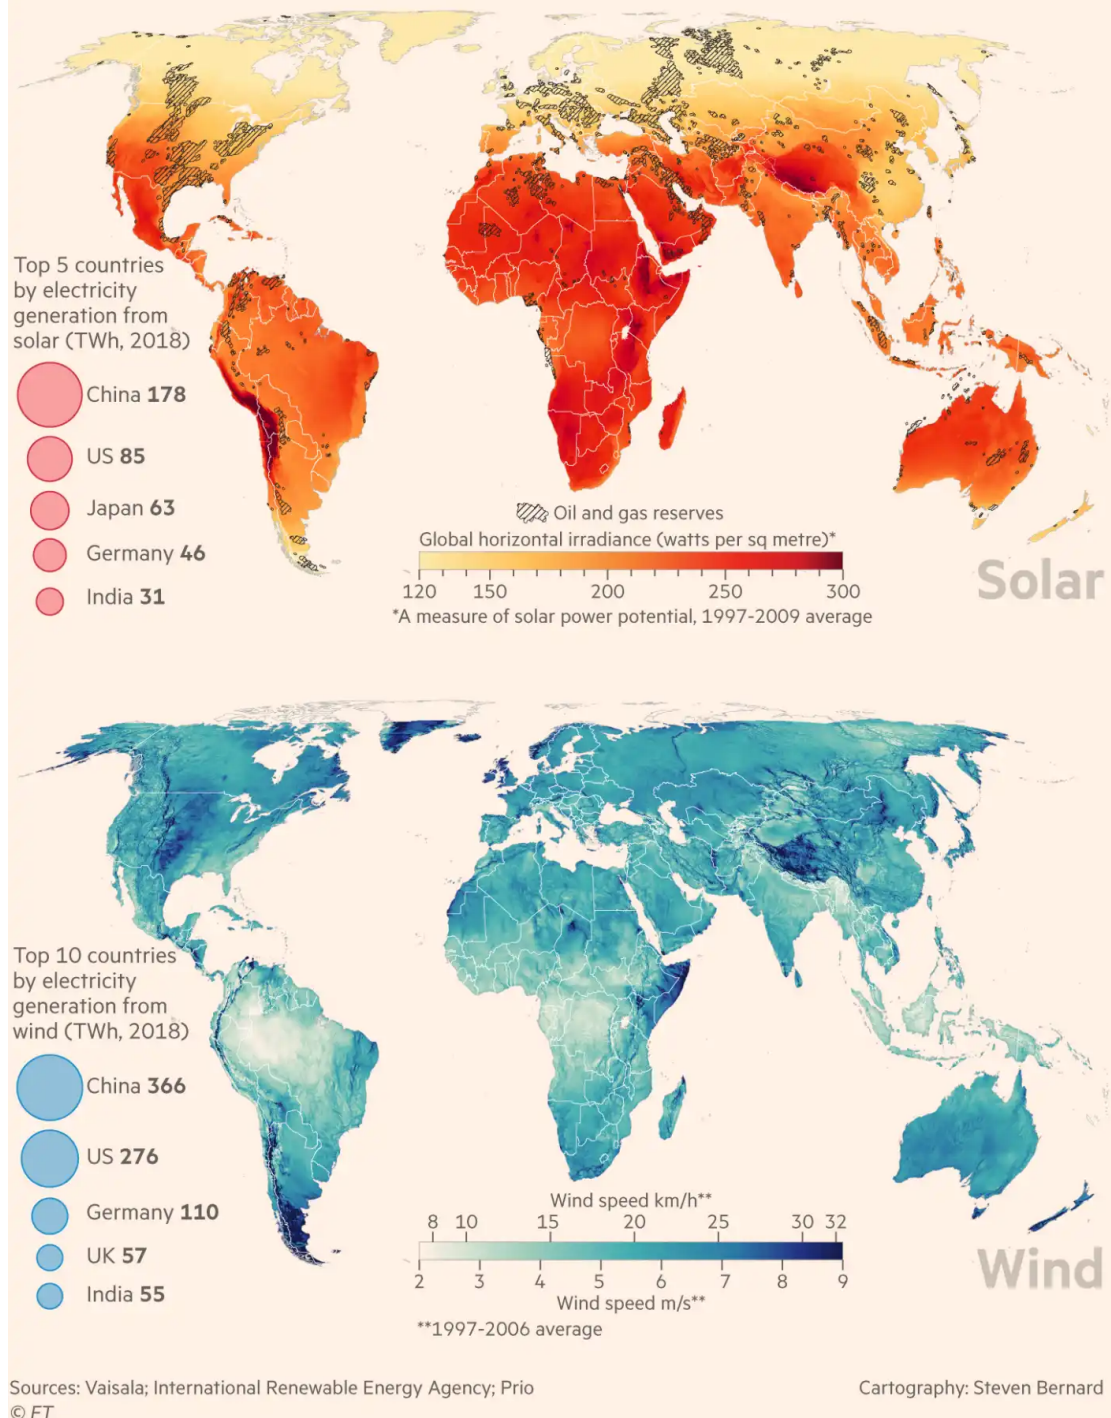 Top 5 countries
by electricity
generation from
solar (TWh, 2018)
China 178
US 85
Japan 63
Germany 46
India 31
Oil and gas reserves
Global horizontal irradiance (watts per sq metre)*
120 150 200 250 300
*A measure of solar power potential, 1997-2009 average
Solar
Top 10 countries
by electricity
generation from
wind (TWh, 2018)
China 366
US 276
Germany 110
UK 57
India 55
Wind speed km/h**
8 10 15 20 25 30 32
2 3 4 5 6 7 8 9
Wind speed m/s**
**1997-2006 average
Wind
Sources: Vaisala; International Renewable Energy Agency; Prio
Cartography: Steven Bernard
© FT